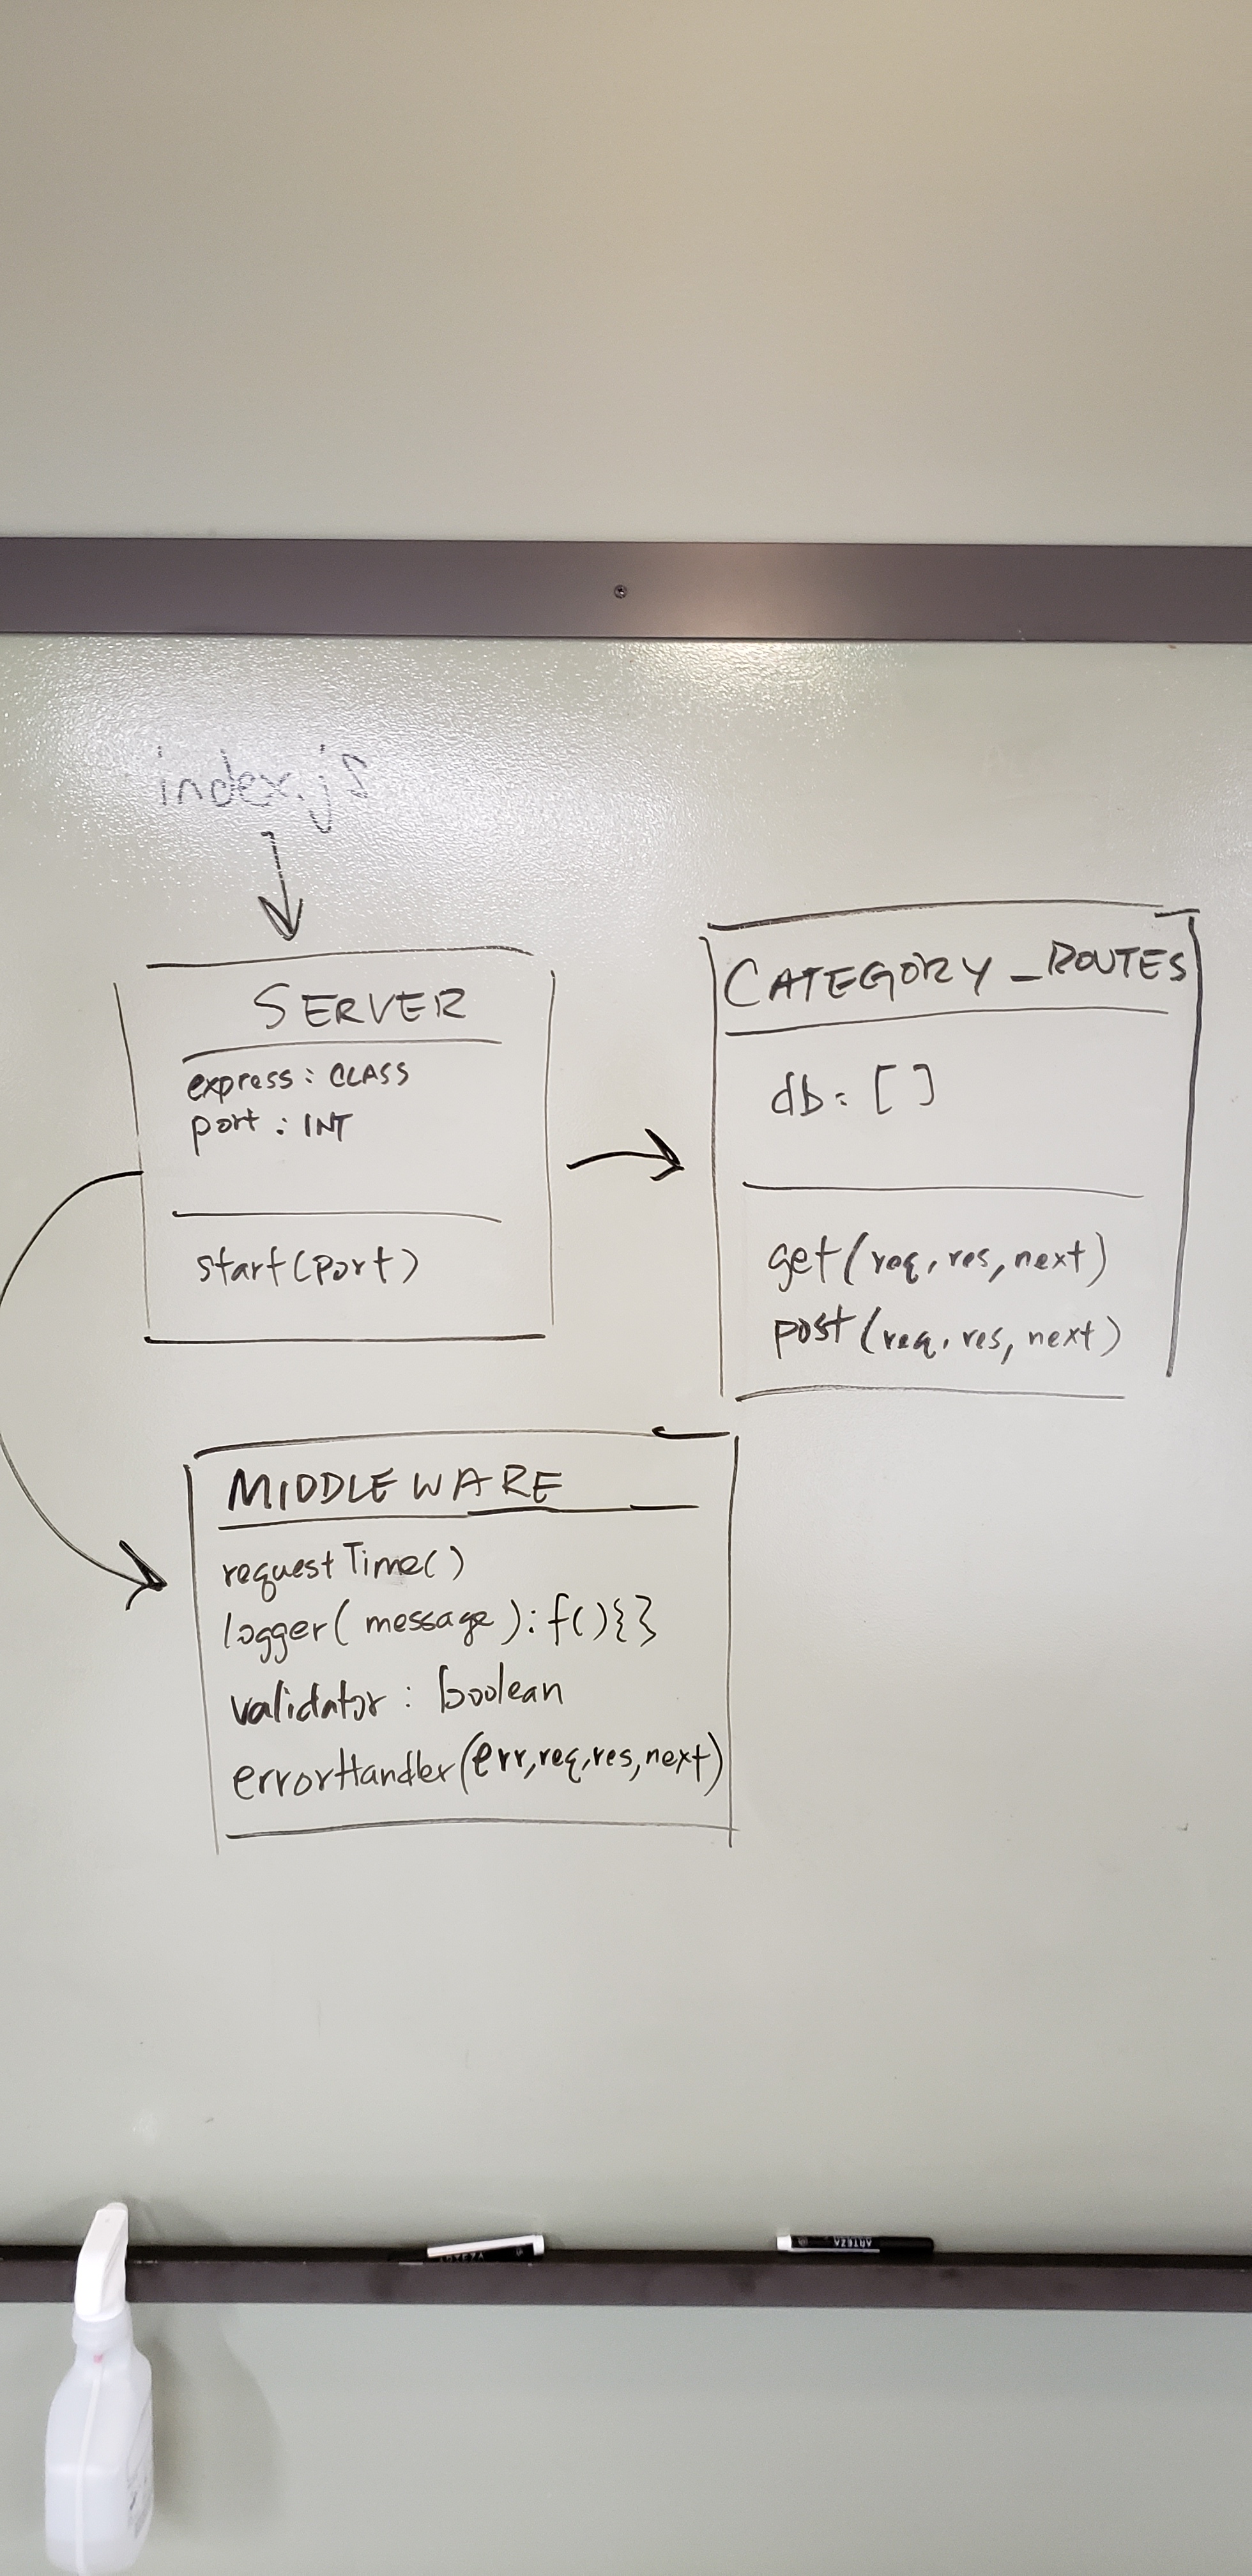 index.js
SERVER
express: CLASS
port: INT
start(port)
CATEGORY_ROUTES
db: []
get(req, res, next)
post(req, res, next)
MIDDLEWARE
requestTime()
logger(message): f(){}
validator: boolean
errorHandler(err,req,res,next)
ARTEZA
ARTEZA